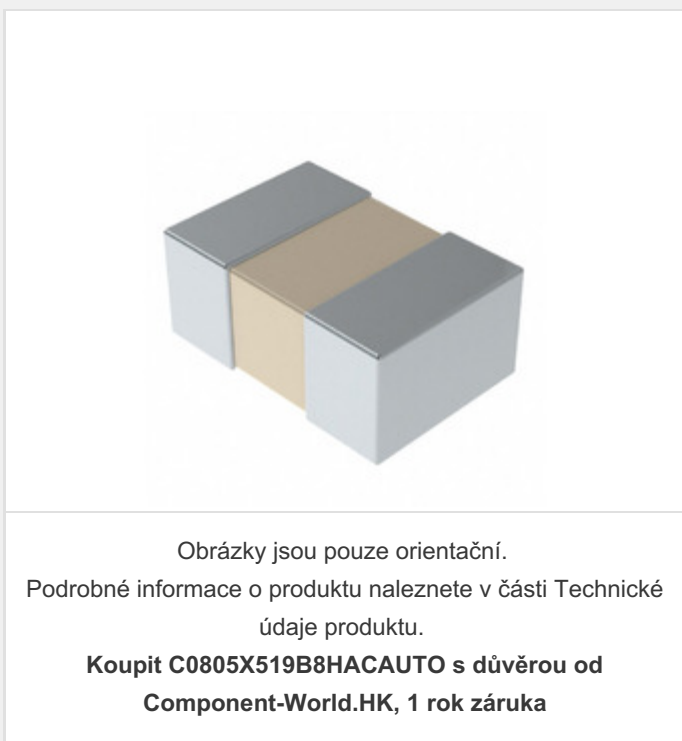 Obrázky jsou pouze orientační.
Podrobné informace o produktu naleznete v části Technické
údaje produktu.
Koupit C0805X519B8HACAUTO s důvěrou od
Component-World.HK, 1 rok záruka